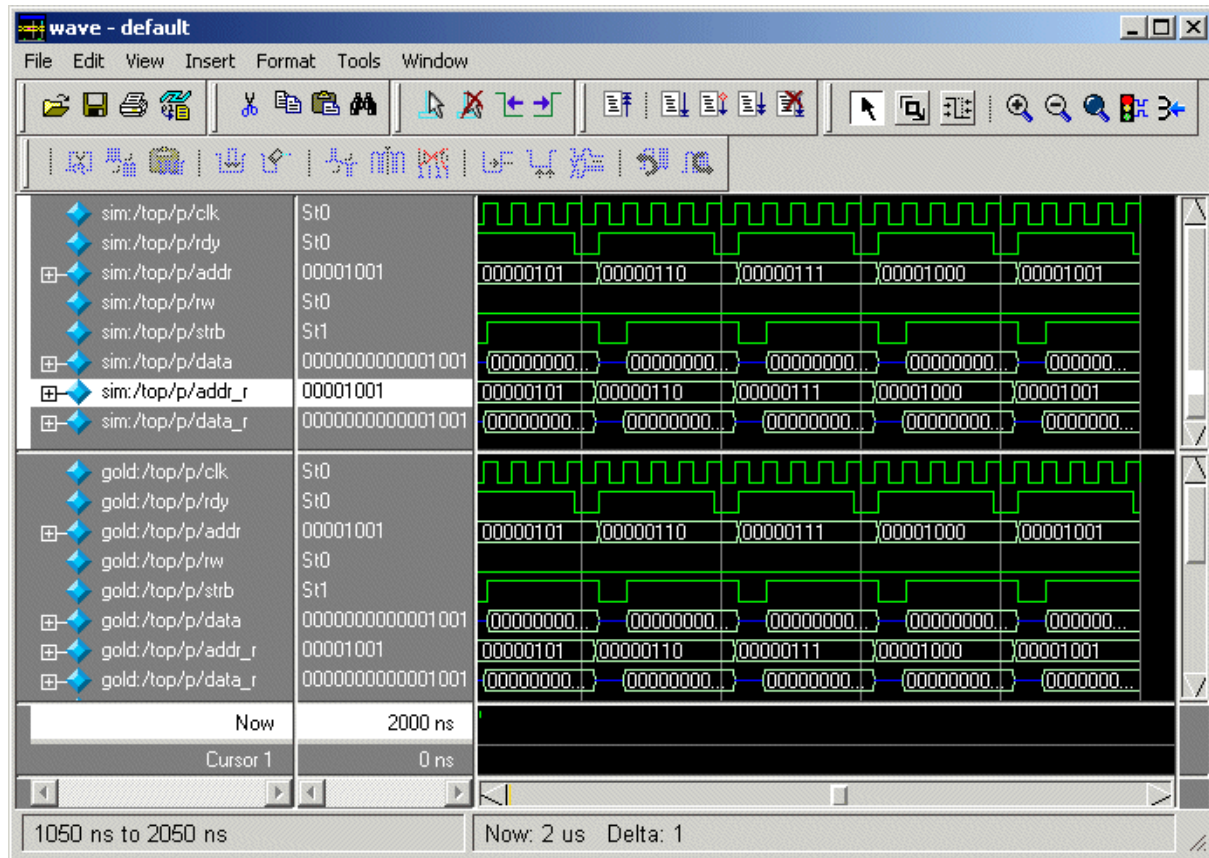 wave - default
File Edit View Insert Format Tools Window
sim:/top/p/clk St0
sim:/top/p/rdy St0
sim:/top/p/addr 00001001 00000101 00000110 00000111 00001000 00001001
sim:/top/p/rw St0
sim:/top/p/strb St1
sim:/top/p/data 0000000000001001 00000000... 00000000... 00000000... 00000000... 000000...
sim:/top/p/addr_r 00001001 00000101 00000110 00000111 00001000 00001001
sim:/top/p/data_r 0000000000001001 00000000... 00000000... 00000000... 00000000... 0000000...
gold:/top/p/clk St0
gold:/top/p/rdy St0
gold:/top/p/addr 00001001 00000101 00000110 00000111 00001000 00001001
gold:/top/p/rw St0
gold:/top/p/strb St1
gold:/top/p/data 0000000000001001 00000000... 00000000... 00000000... 00000000... 000000...
gold:/top/p/addr_r 00001001 00000101 00000110 00000111 00001000 00001001
gold:/top/p/data_r 0000000000001001 00000000... 00000000... 00000000... 00000000... 0000000...
Now 2000 ns
Cursor 1 0 ns
1050 ns to 2050 ns Now: 2 us Delta: 1